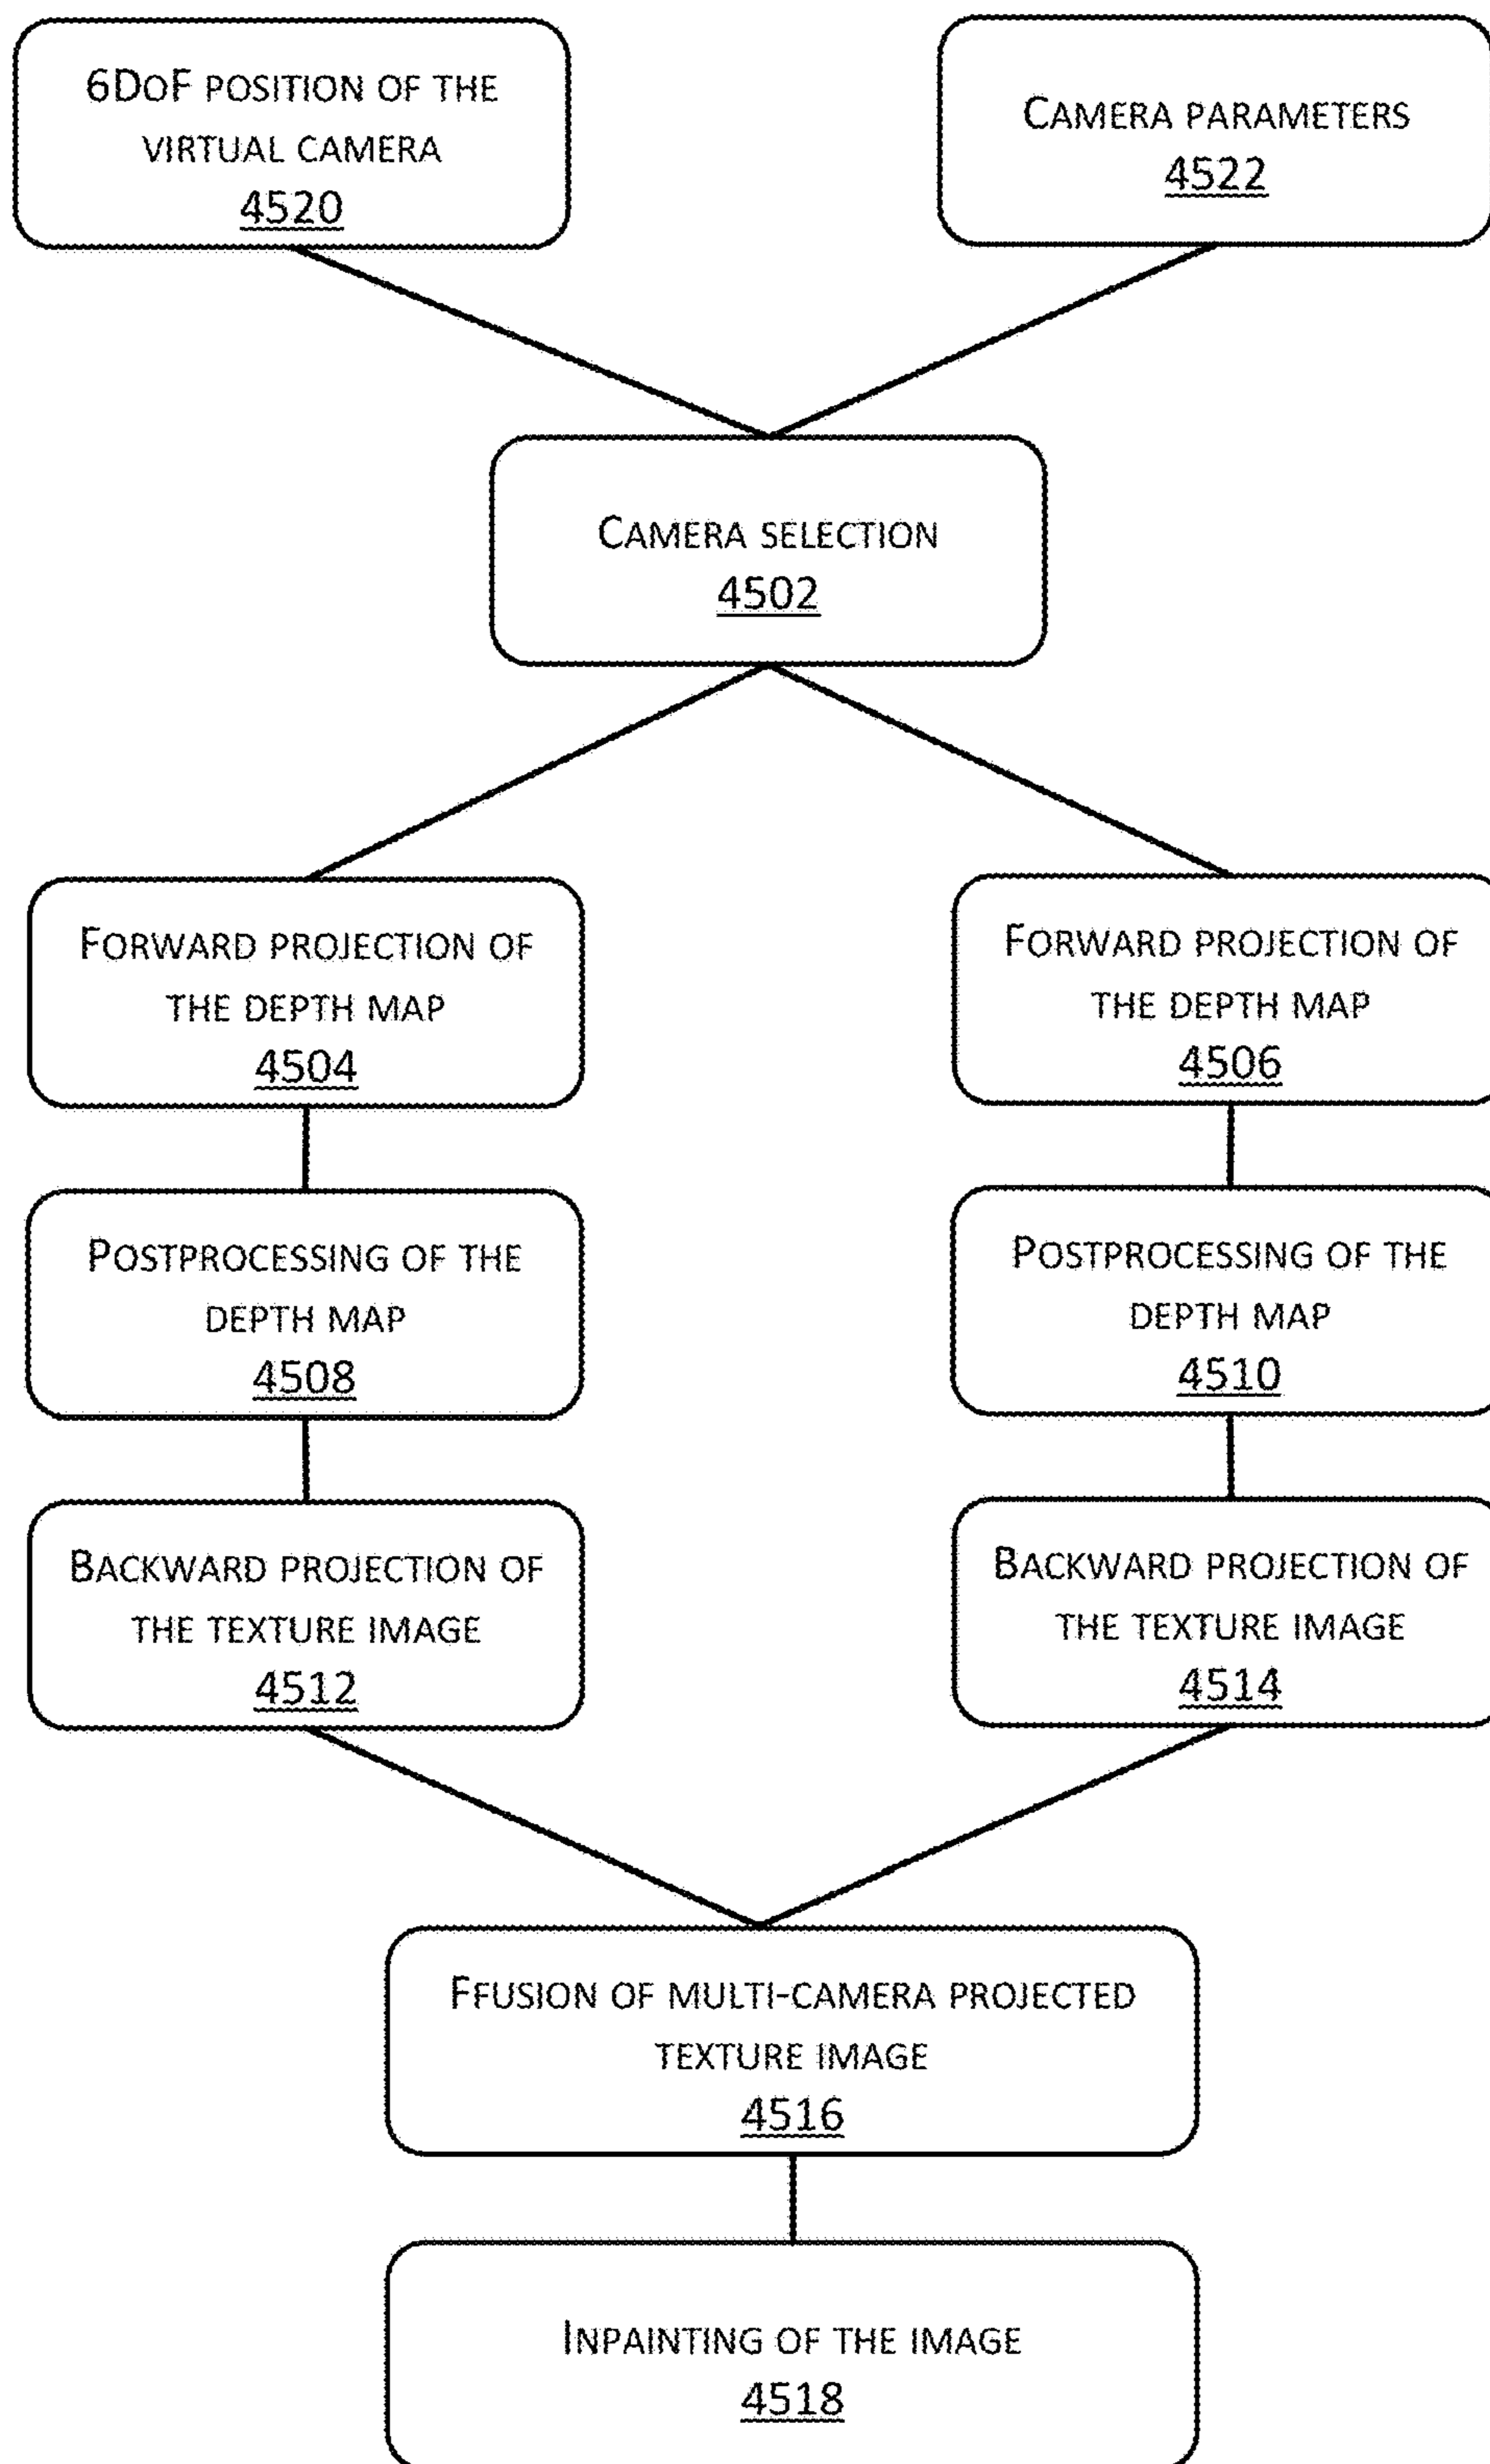 6DoF position of the
virtual camera
4520
Camera parameters
4522
Camera selection
4502
Forward projection of
the depth map
4504
Forward projection of
the depth map
4506
Postprocessing of the
depth map
4508
Postprocessing of the
depth map
4510
Backward projection of
the texture image
4512
Backward projection of
the texture image
4514
Ffusion of multi-camera projected
texture image
4516
Inpainting of the image
4518